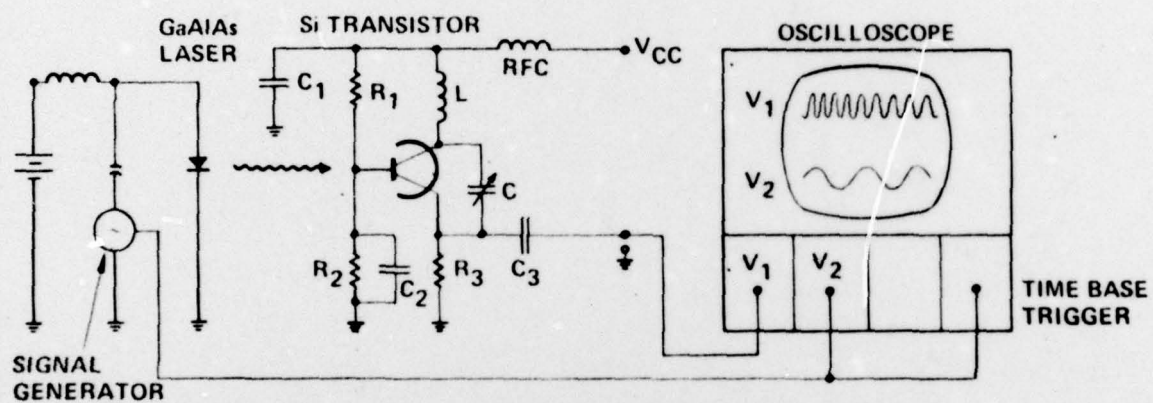 GaAlAs
LASER
Si TRANSISTOR
OSCILLOSCOPE
C1
R1
L
RFC
VCC
V1
V2
C
R2
C2
R3
C3
V1
V2
TIME BASE
TRIGGER
SIGNAL
GENERATOR